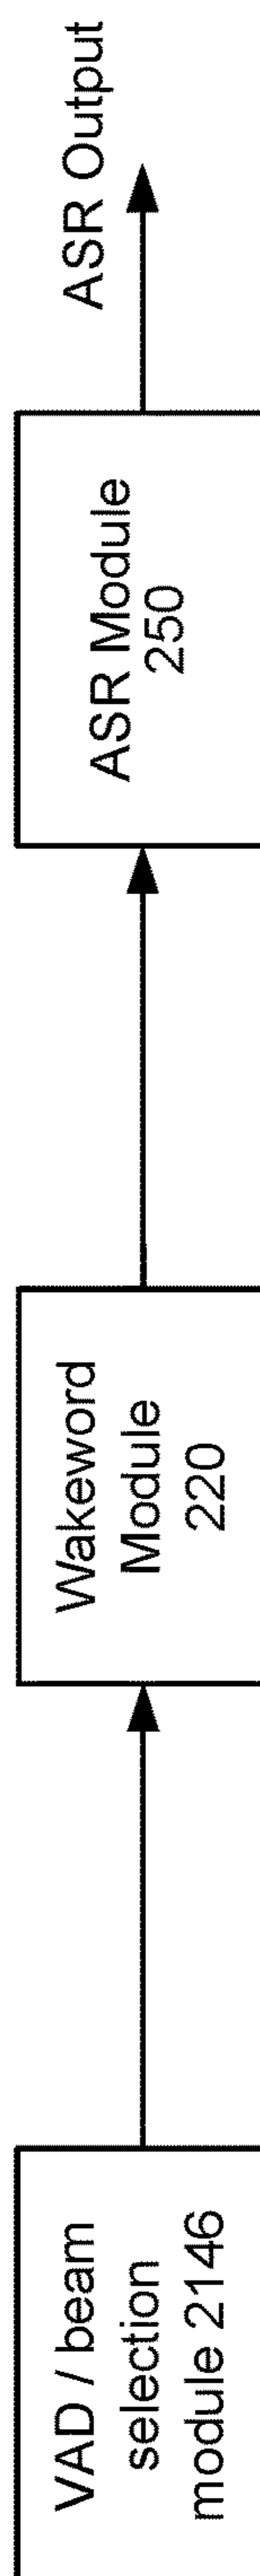 VAD / beam
selection
module 2146
Wakeword
Module
220
ASR Module
250
ASR Output